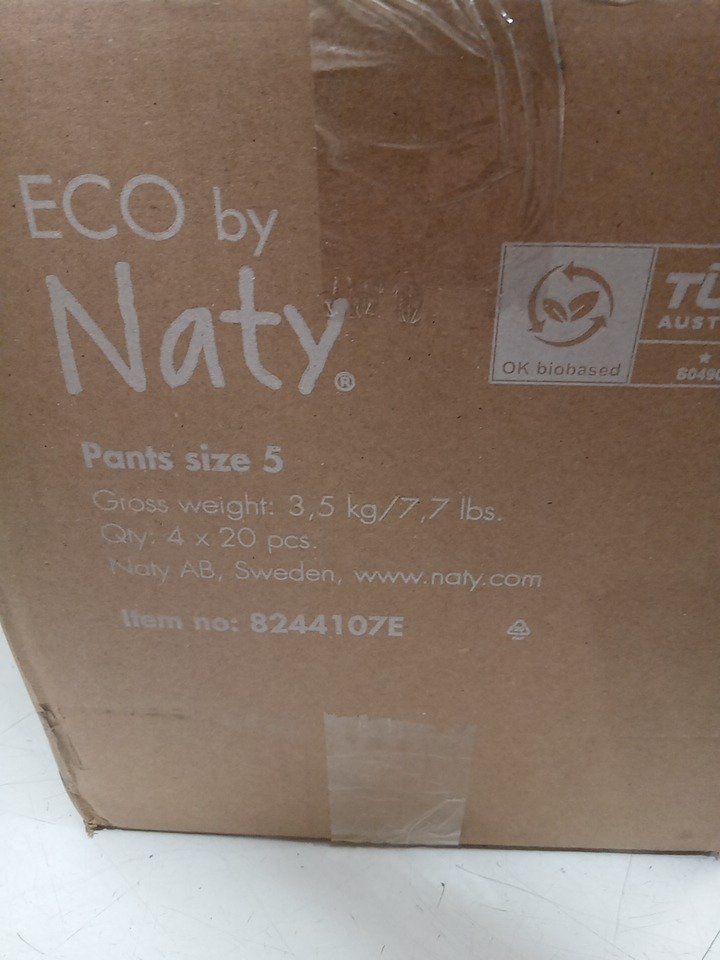 ECO by
Naty®
OK biobased
AUST
Pants size 5
Gross weight: 3,5 kg/7,7 lbs.
Qty: 4 x 20 pcs.
Naty AB, Sweden, www.naty.com
Item no: 8244107E